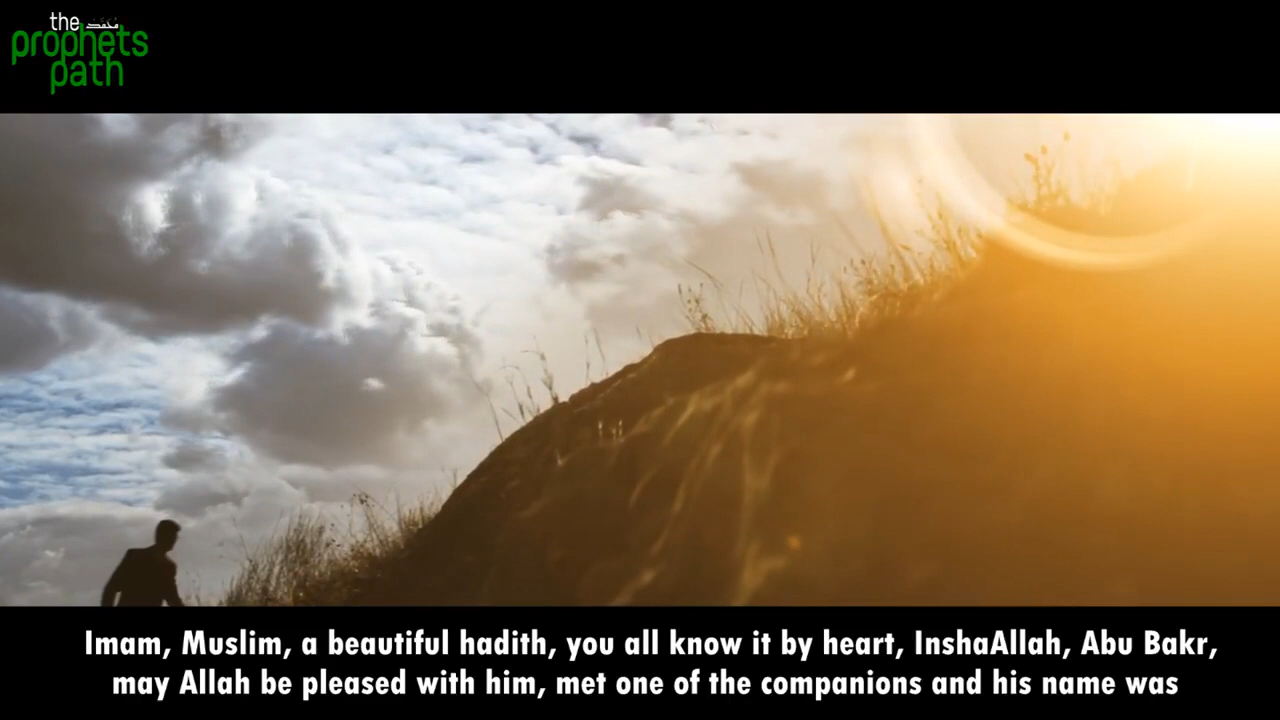 the محمد
prophets
path
Imam, Muslim, a beautiful hadith, you all know it by heart, InshaAllah, Abu Bakr,
may Allah be pleased with him, met one of the companions and his name was